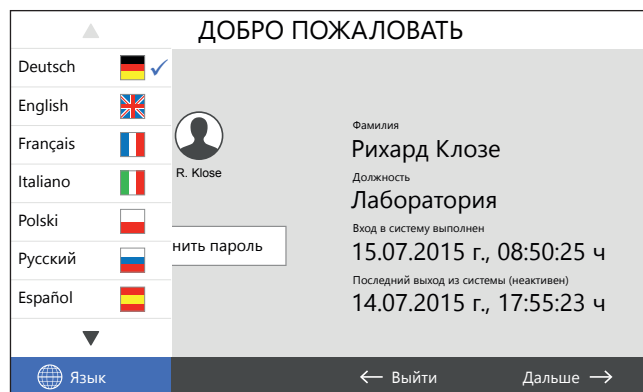 ДОБРО ПОЖАЛОВАТЬ
Deutsch
English
Français
Italiano
Polski
Русский
Español
R. Klose
нить пароль
Фамилия
Рихард Клозе
Должность
Лаборатория
Вход в систему выполнен
15.07.2015 г., 08:50:25 ч
Последний выход из системы (неактивен)
14.07.2015 г., 17:55:23 ч
Язык
Выйти
Дальше